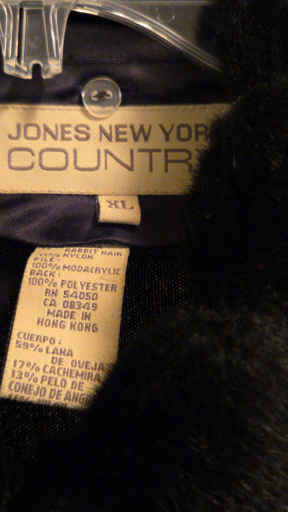 JONES NEW YOR
COUNTRY
XL
RABBIT HAIR
NYLON
PILE:
100% MODACRYLIC
BACK:
100% POLYESTER
RN 54050
CA 08349
MADE IN
HONG KONG
CUERPO:
59% LANA
DE OVEJA
17% CACHEMIRA
13% PELO DE
CONEJO DE ANG